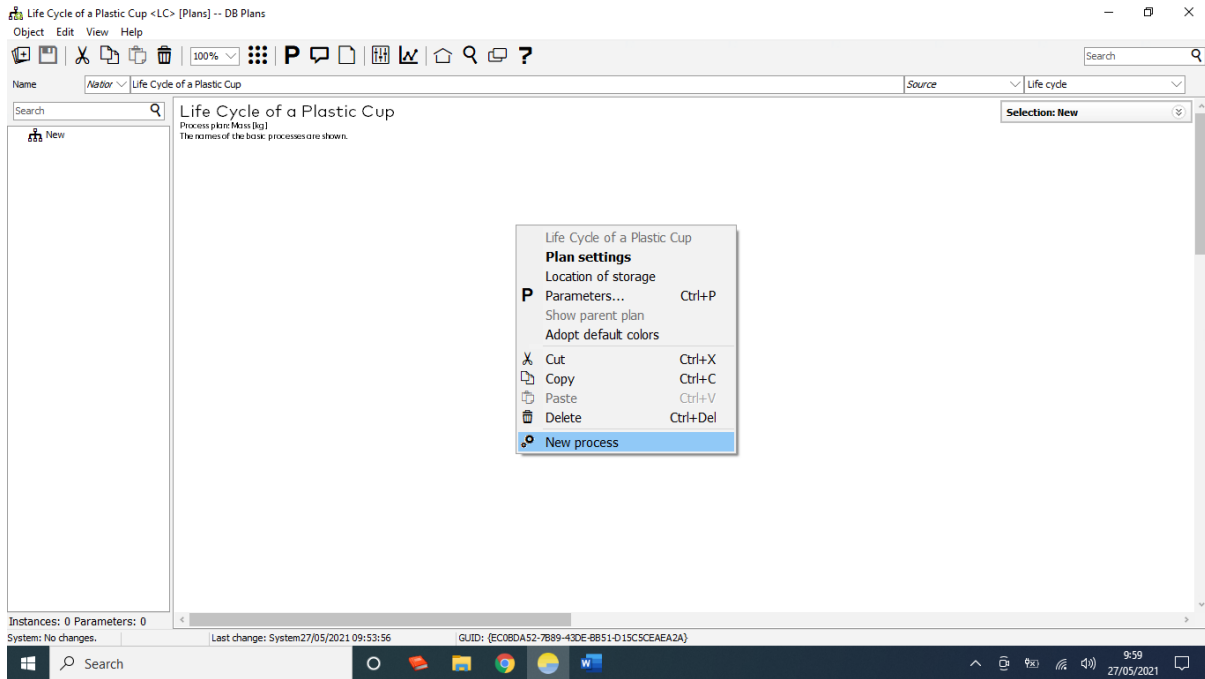 Life Cycle of a Plastic Cup <LC> [Plans] -- DB Plans
Object Edit View Help
100% P ? Search
Name Nation Life Cycle of a Plastic Cup Source Life cycle
Search
New
Life Cycle of a Plastic Cup
Process plan: Mass [kg]
The names of the basic processes are shown.
Selection: New
Life Cycle of a Plastic Cup
Plan settings
Location of storage
P Parameters... Ctrl+P
Show parent plan
Adopt default colors
Cut Ctrl+X
Copy Ctrl+C
Paste Ctrl+V
Delete Ctrl+Del
New process
Instances: 0 Parameters: 0
System: No changes. Last change: System27/05/2021 09:53:56 GUID: {EC0BDA52-7B89-43DE-BB51-D15C5CEAEA2A}
Search
9:59
27/05/2021